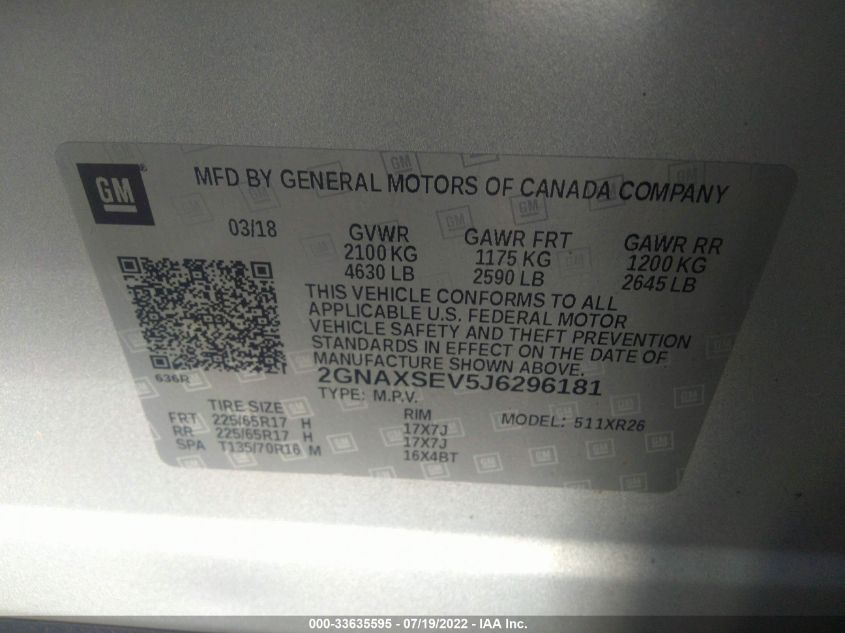 GM ®
MFD BY GENERAL MOTORS OF CANADA COMPANY
03/18 GVWR GAWR FRT GAWR RR
2100 KG 1175 KG 1200 KG
4630 LB 2590 LB 2645 LB
THIS VEHICLE CONFORMS TO ALL
APPLICABLE U.S. FEDERAL MOTOR
VEHICLE SAFETY AND THEFT PREVENTION
STANDARDS IN EFFECT ON THE DATE OF
MANUFACTURE SHOWN ABOVE.
636R
2GNAXSEV5J6296181
TYPE: M.P.V.
TIRE SIZE RIM MODEL: 511XR26
FRT 225/65R17 H 17X7J
RR 225/65R17 H 17X7J
SPA T135/70R16 M 16X4BT
000-33635595 - 07/19/2022 - IAA Inc.